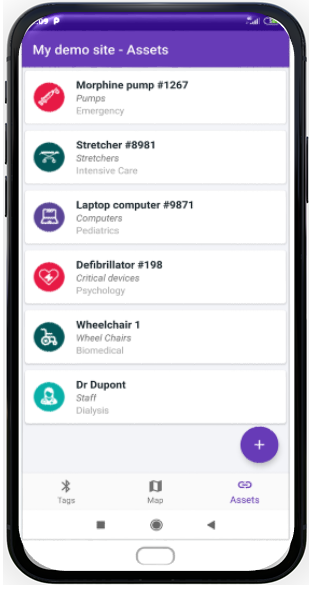 :09 P
My demo site - Assets
Morphine pump #1267
Pumps
Emergency
Stretcher #8981
Stretchers
Intensive Care
Laptop computer #9871
Computers
Pediatrics
Defibrillator #198
Critical devices
Psychology
Wheelchair 1
Wheel Chairs
Biomedical
Dr Dupont
Staff
Dialysis
+
Tags Map Assets